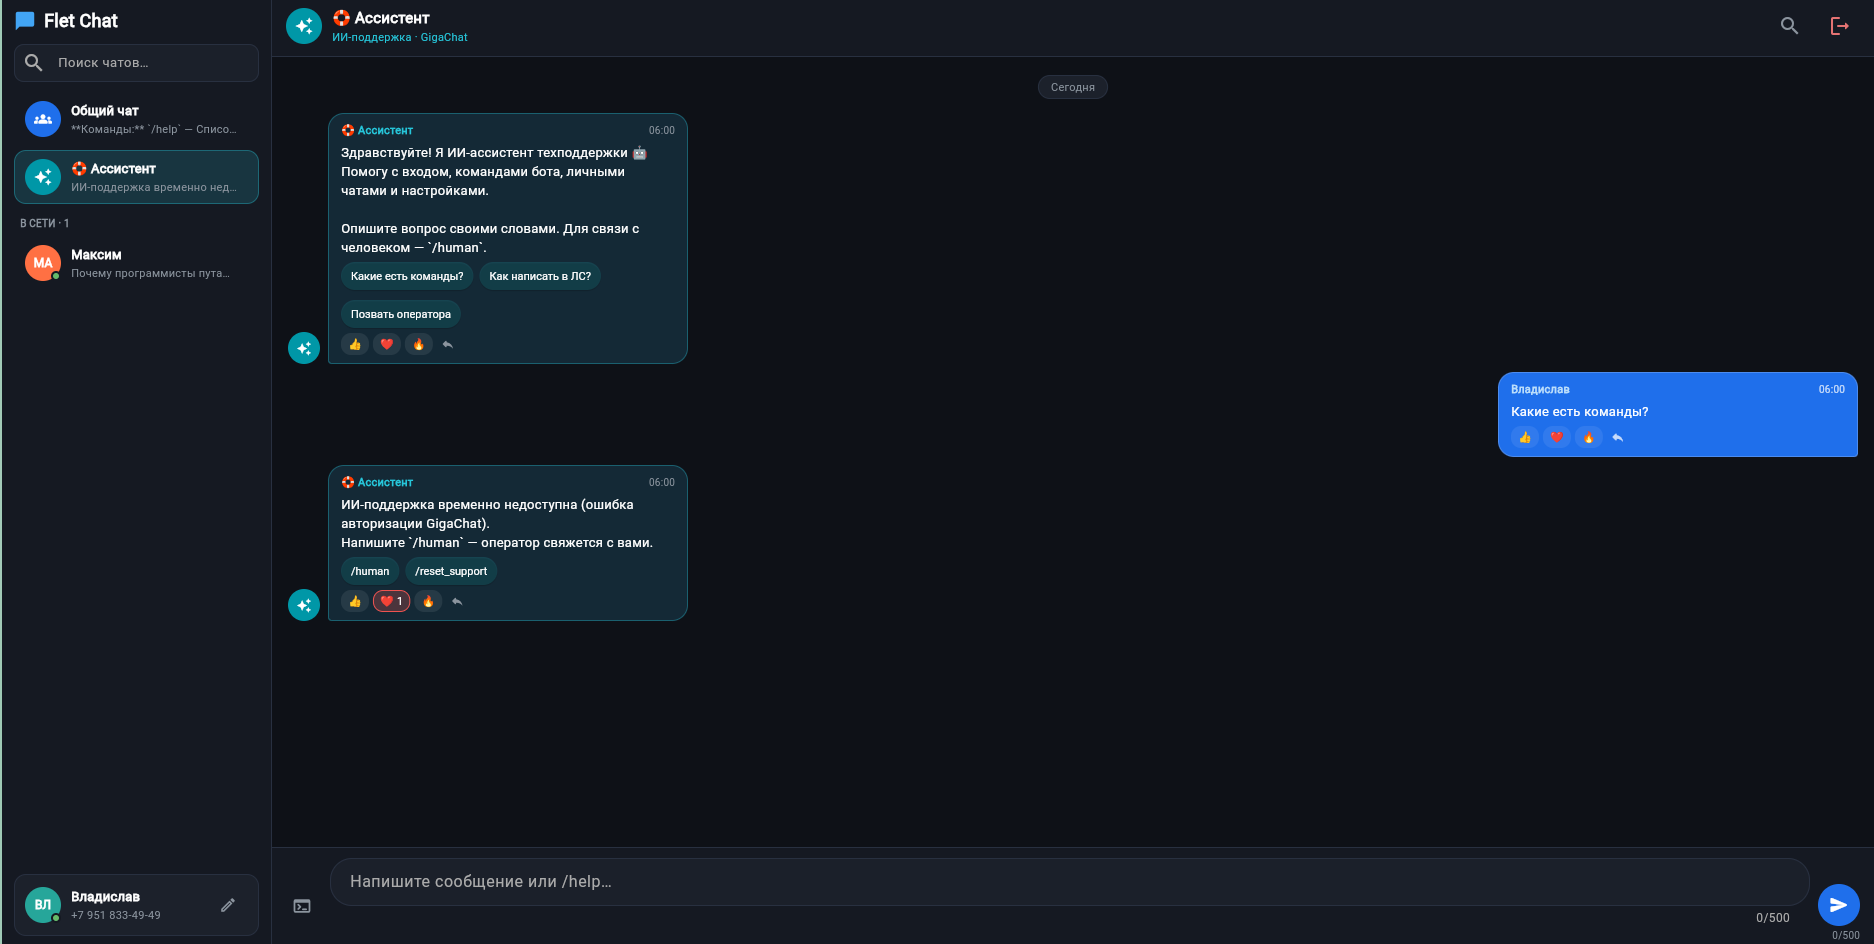 Flet Chat
Поиск чатов...
Общий чат
**Команды:** `/help` — Списо...
Ассистент
ИИ-поддержка временно нед...
В СЕТИ · 1
МА
Максим
Почему программисты пута...
ВЛ
Владислав
+7 951 833-49-49
Ассистент
ИИ-поддержка · GigaChat
Сегодня
Ассистент 06:00
Здравствуйте! Я ИИ-ассистент техподдержки
Помогу с входом, командами бота, личными
чатами и настройками.
Опишите вопрос своими словами. Для связи с
человеком — `/human`.
Какие есть команды? Как написать в ЛС?
Позвать оператора
Владислав 06:00
Какие есть команды?
Ассистент 06:00
ИИ-поддержка временно недоступна (ошибка
авторизации GigaChat).
Напишите `/human` — оператор свяжется с вами.
/human /reset_support
1
Напишите сообщение или /help...
0/500
0/500